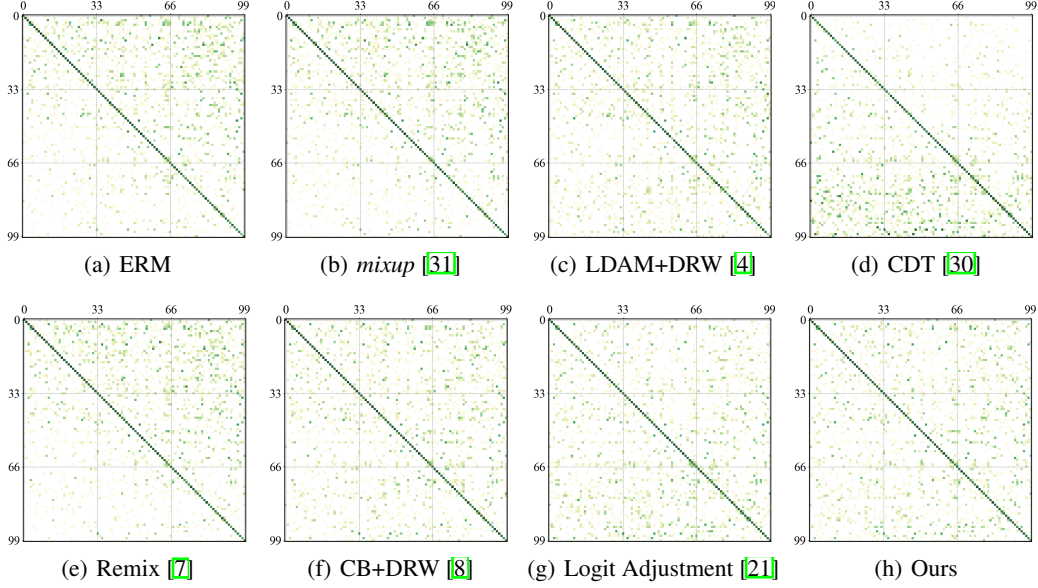 0 33 66 99 0 33 66 99 0 33 66 99 0 33 66 99
0 0 0 0
33 33 33 33
66 66 66 66
99 99 99 99
(a) ERM (b) mixup [31] (c) LDAM+DRW [4] (d) CDT [30]
0 33 66 99 0 33 66 99 0 33 66 99 0 33 66 99
0 0 0 0
33 33 33 33
66 66 66 66
99 99 99 99
(e) Remix [7] (f) CB+DRW [8] (g) Logit Adjustment [21] (h) Ours